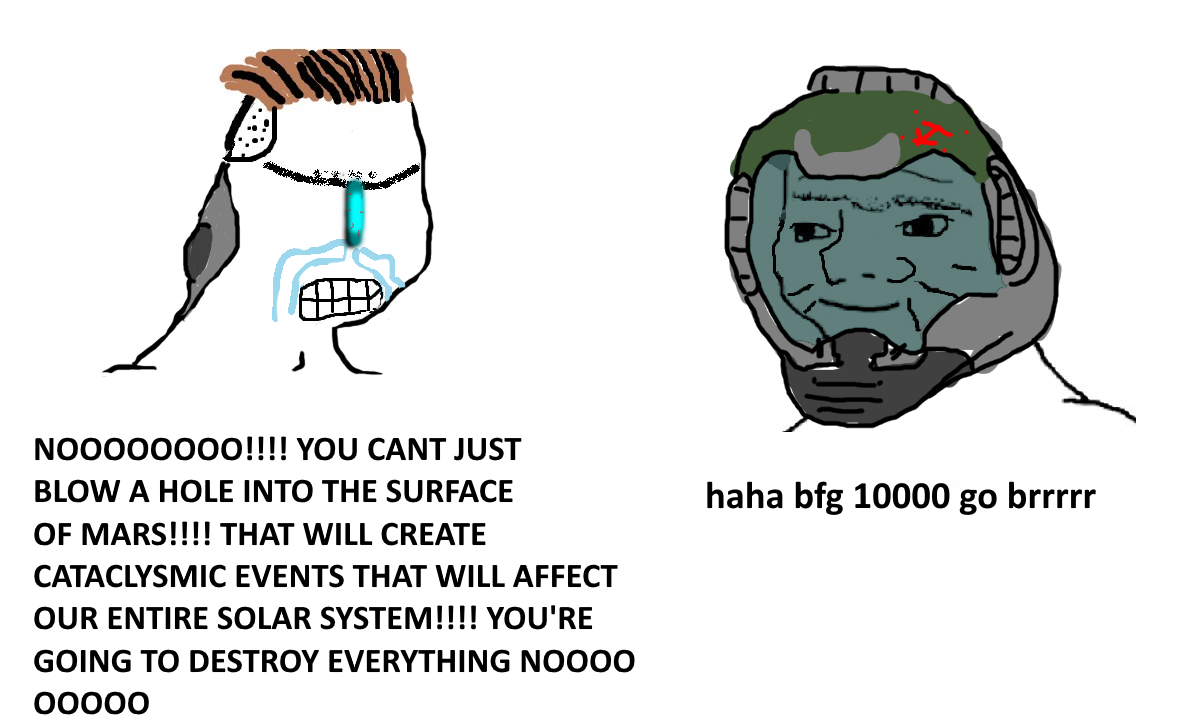 NOOOOOOOO!!!! YOU CANT JUST
BLOW A HOLE INTO THE SURFACE
OF MARS!!!! THAT WILL CREATE
CATACLYSMIC EVENTS THAT WILL AFFECT
OUR ENTIRE SOLAR SYSTEM!!!! YOU'RE
GOING TO DESTROY EVERYTHING NOOOO
OOOOO
haha bfg 10000 go brrrrr